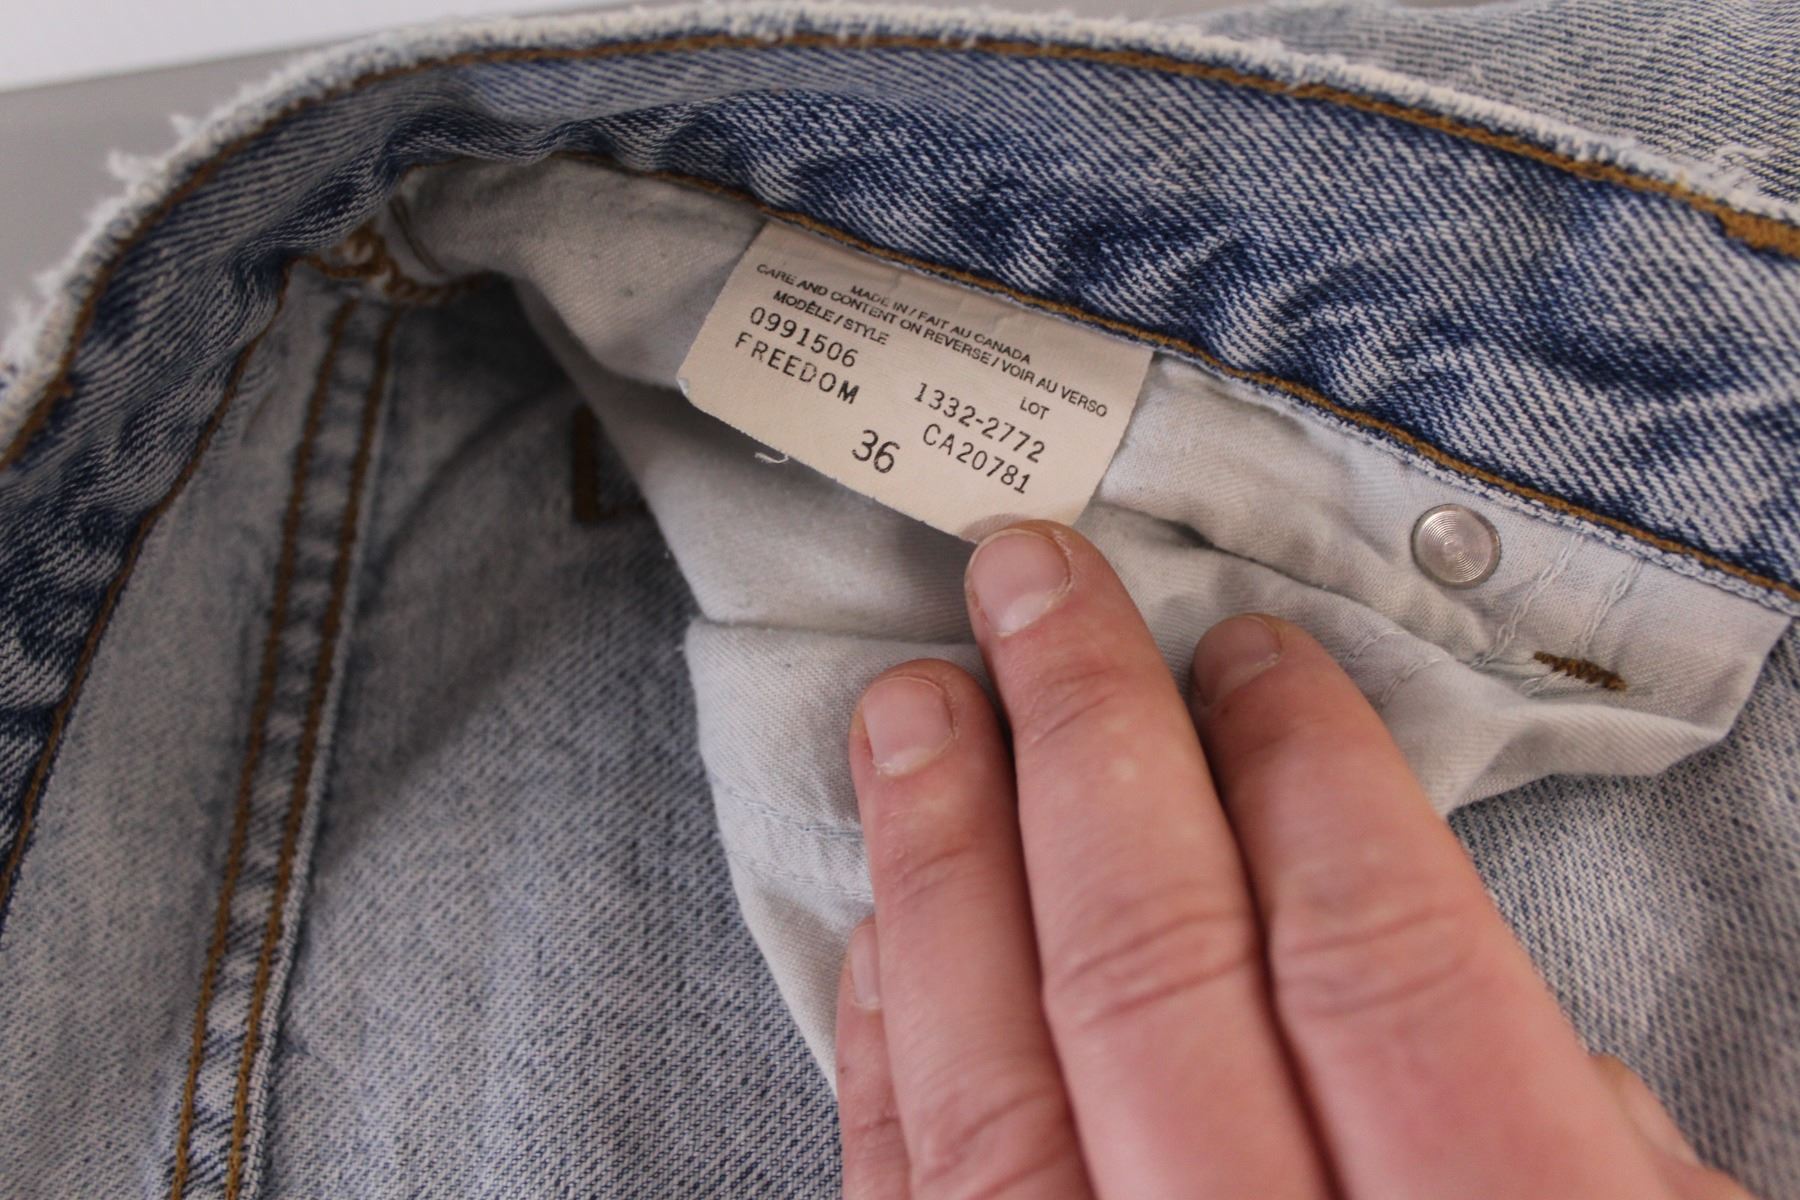 MADE IN / FAIT AU CANADA
CARE AND CONTENT ON REVERSE / VOIR AU VERSO
MODÈLE / STYLE LOT
0991506 1332-2772
FREEDOM CA20781
36